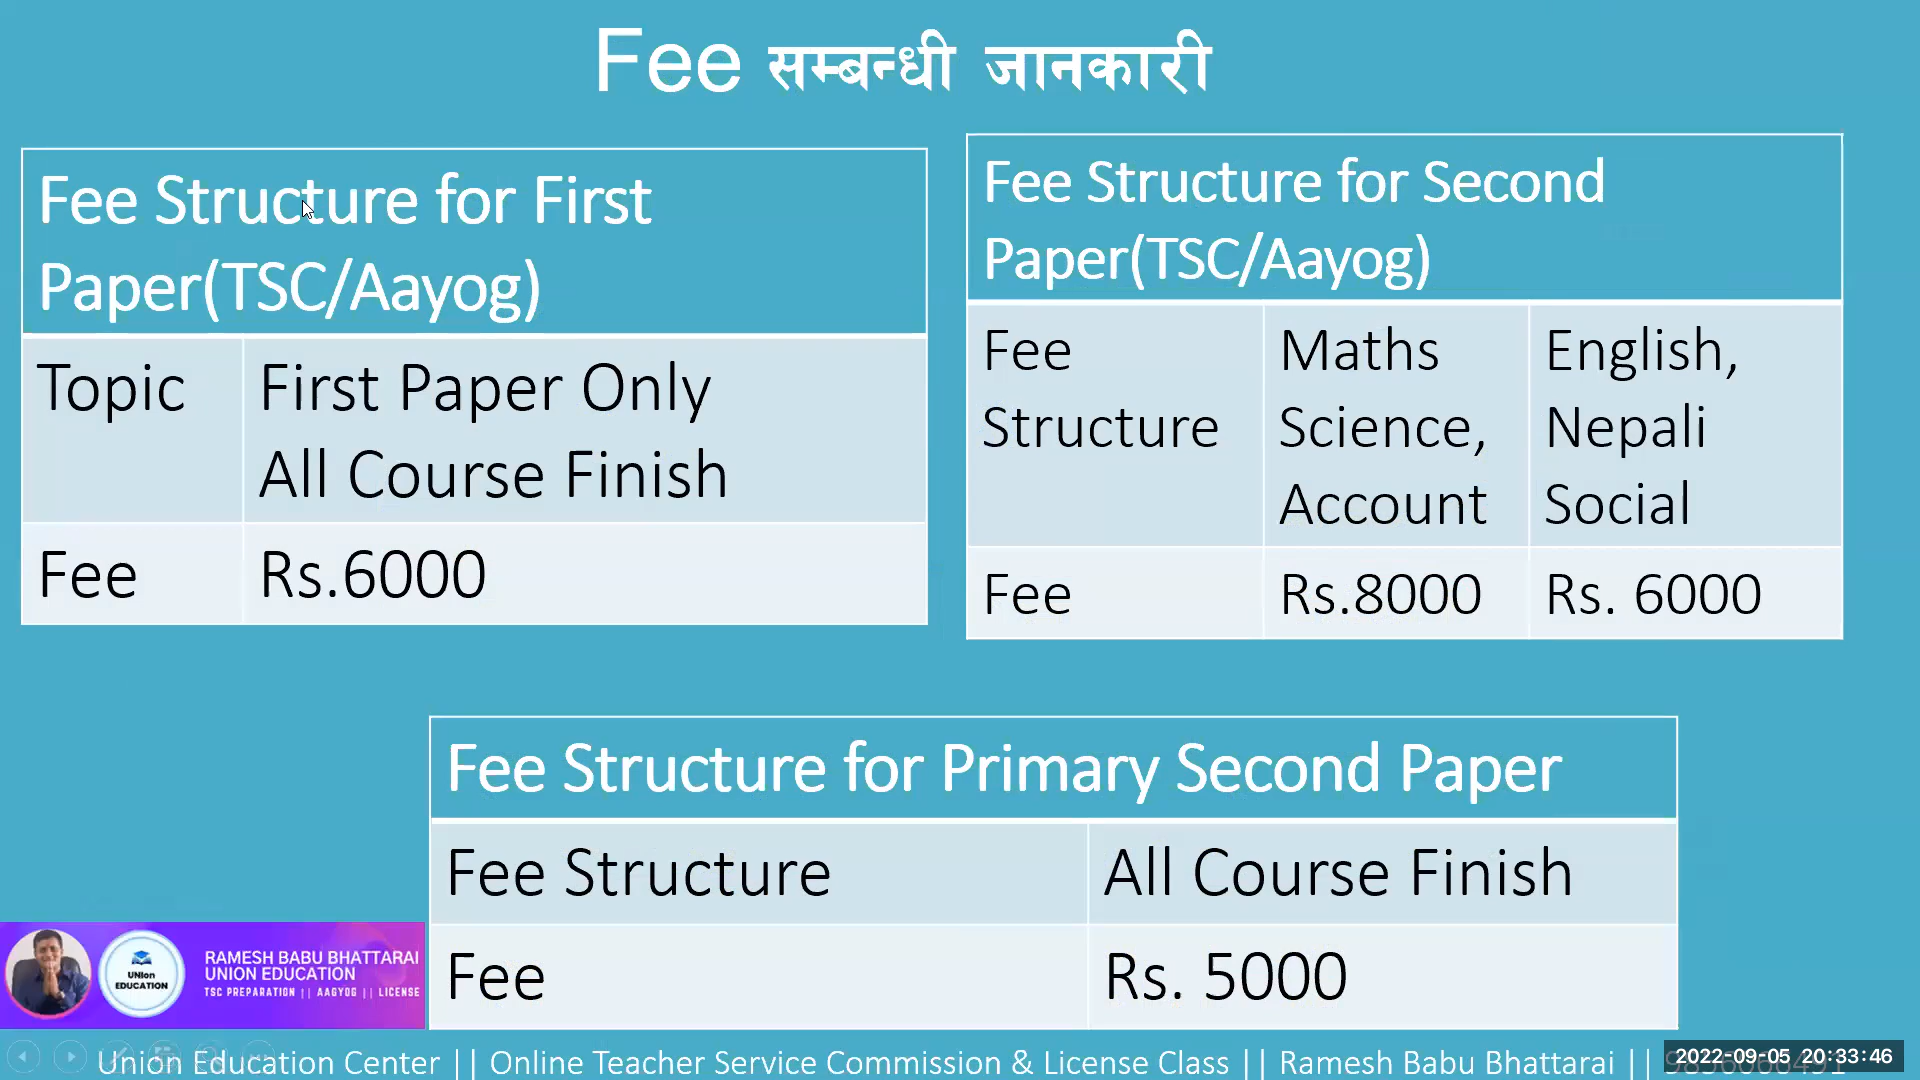 Fee सम्बन्धी जानकारी
Fee Structure for First
Paper(TSC/Aayog)
Topic
First Paper Only
All Course Finish
Fee
Rs.6000
Fee Structure for Second
Paper(TSC/Aayog)
Fee
Structure
Maths
Science,
Account
English,
Nepali
Social
Fee
Rs.8000
Rs. 6000
Fee Structure for Primary Second Paper
Fee Structure
All Course Finish
Fee
Rs. 5000
UNIon
EDUCATION
RAMESH BABU BHATTARAI
UNION EDUCATION
TSC PREPARATION || AAGYOG || LICENSE
Union Education Center || Online Teacher Service Commission & License Class || Ramesh Babu Bhattarai ||
2022-09-05 20:33:46